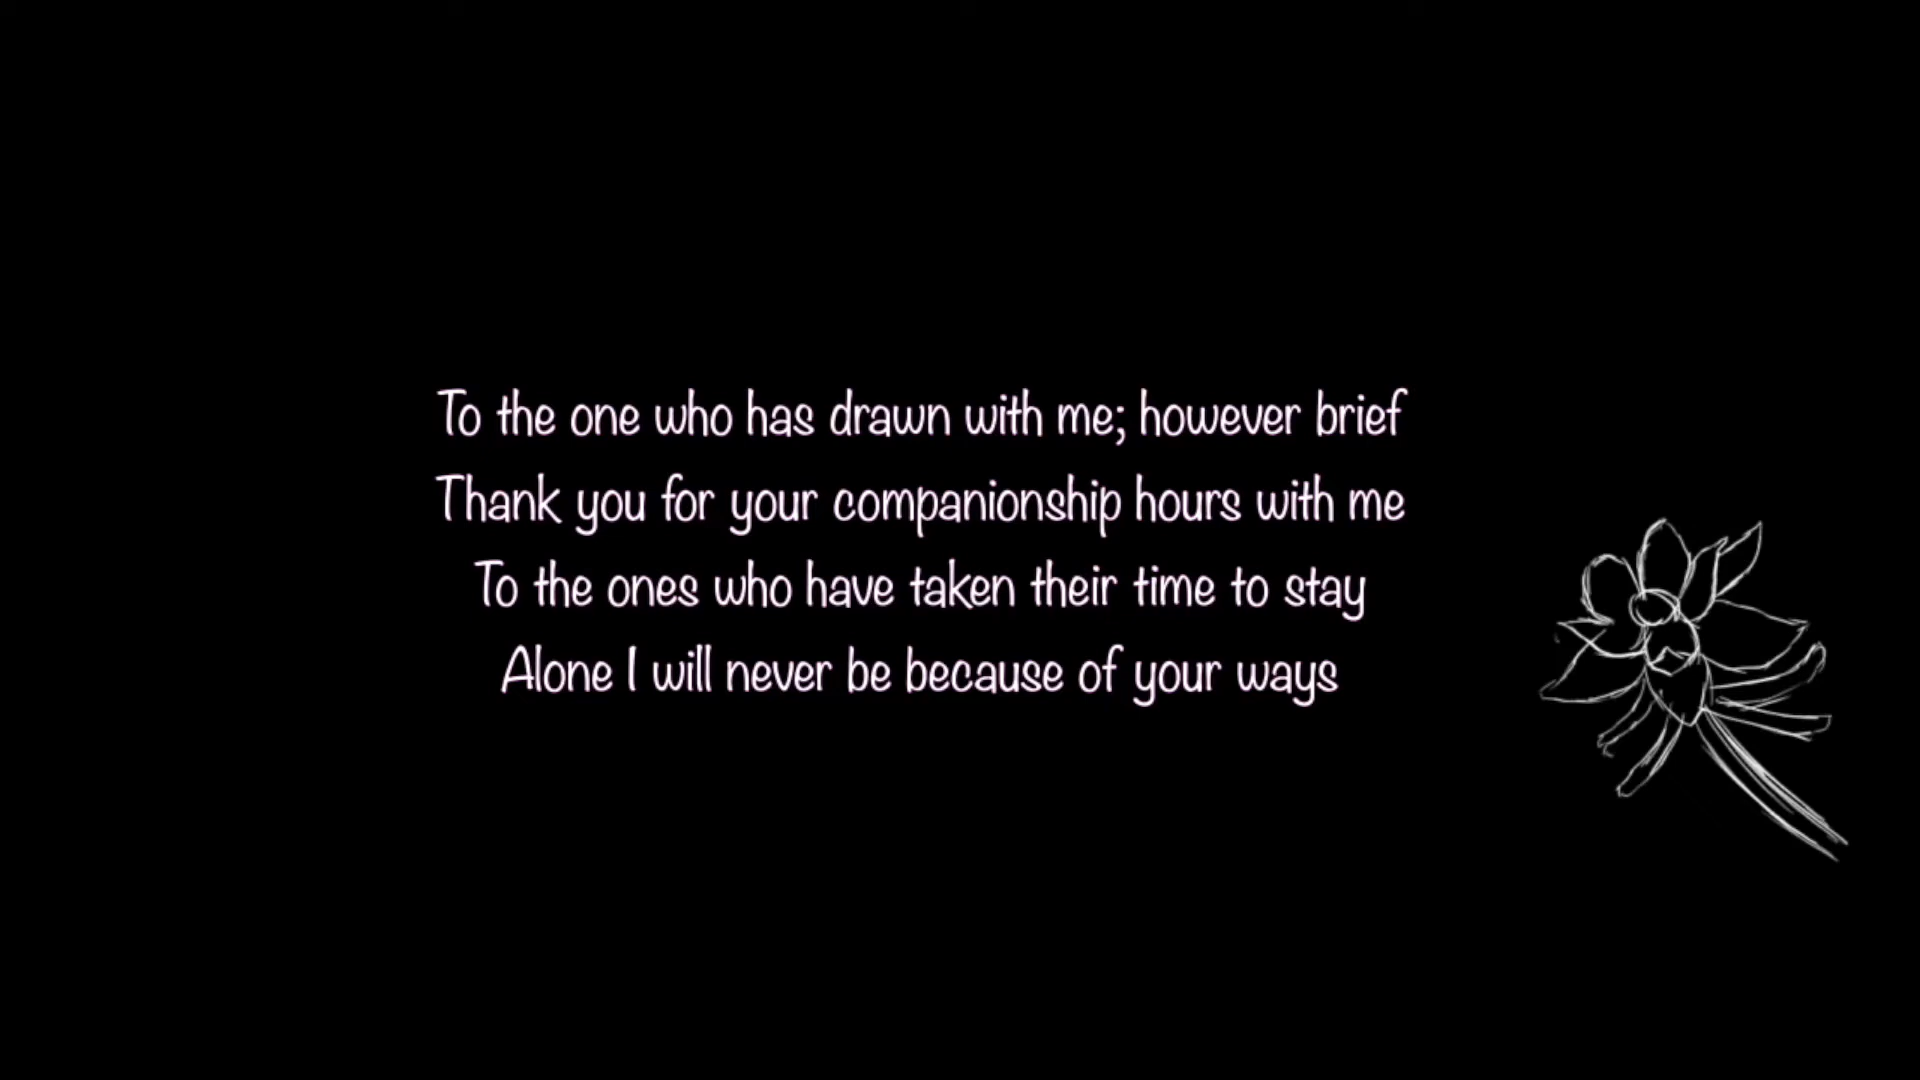 To the one who has drawn with me; however brief
Thank you for your companionship hours with me
To the ones who have taken their time to stay
Alone I will never be because of your ways